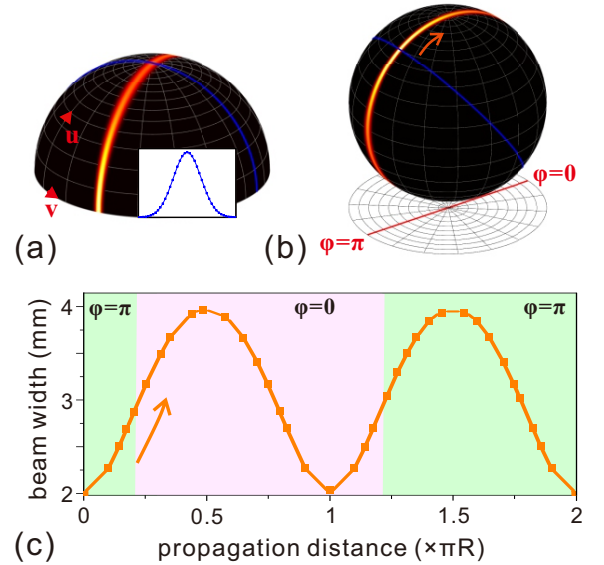 u
v
(a)
φ=0
φ=π
(b)
φ=π
φ=0
φ=π
4
3
2
beam width (mm)
0
0.5
1
1.5
2
propagation distance (×πR)
(c)